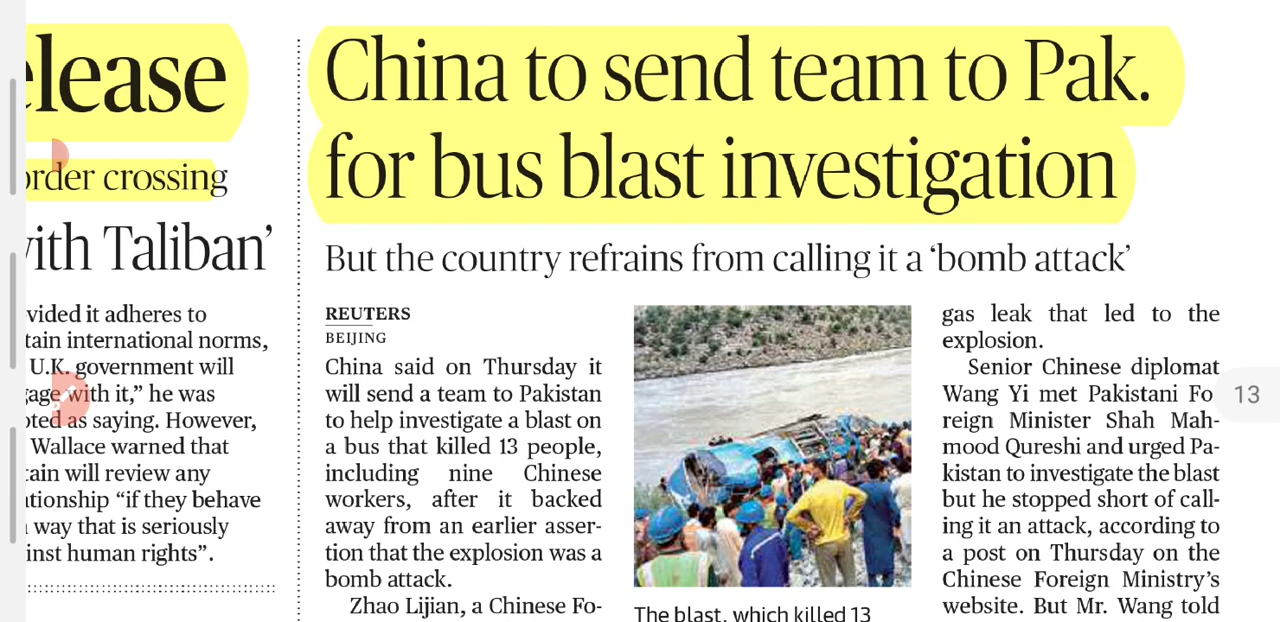 elease
order crossing
with Taliban’
vided it adheres to
tain international norms,
U.K. government will
gage with it,” he was
oted as saying. However,
Wallace warned that
tain will review any
ationship “if they behave
way that is seriously
inst human rights”.
China to send team to Pak.
for bus blast investigation
But the country refrains from calling it a ‘bomb attack’
REUTERS
BEIJING
China said on Thursday it
will send a team to Pakistan
to help investigate a blast on
a bus that killed 13 people,
including nine Chinese
workers, after it backed
away from an earlier asser-
tion that the explosion was a
bomb attack.
Zhao Lijian, a Chinese Fo-
The blast, which killed 13
gas leak that led to the
explosion.
Senior Chinese diplomat
Wang Yi met Pakistani Fo
reign Minister Shah Mah-
mood Qureshi and urged Pa-
kistan to investigate the blast
but he stopped short of call-
ing it an attack, according to
a post on Thursday on the
Chinese Foreign Ministry’s
website. But Mr. Wang told
13